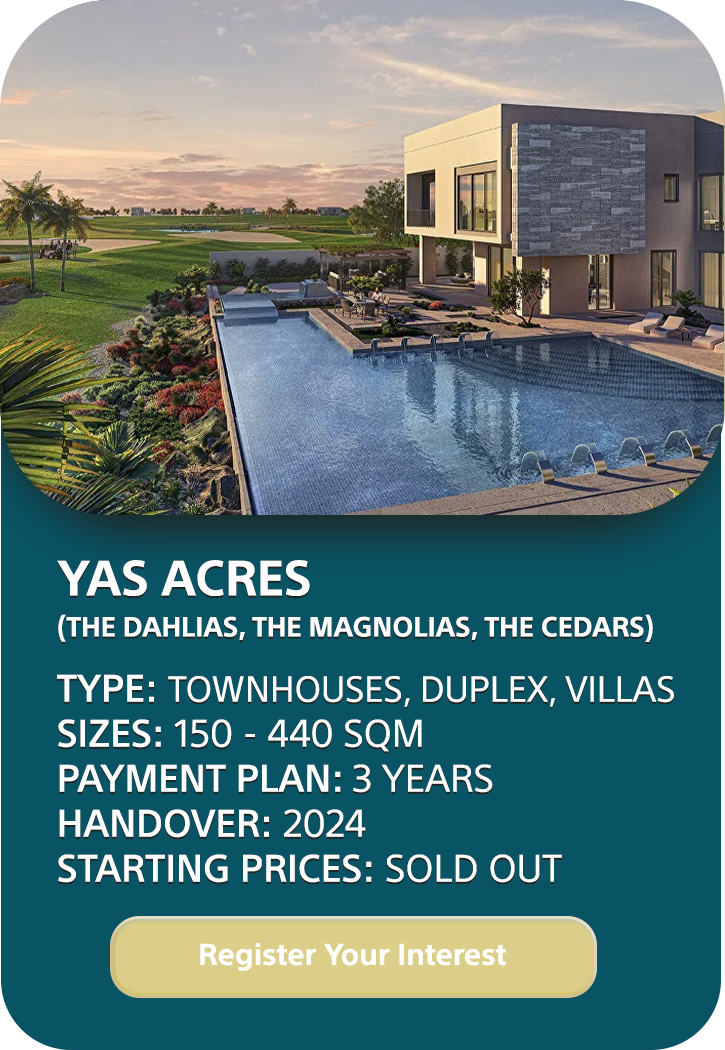 YAS ACRES
(THE DAHLIAS, THE MAGNOLIAS, THE CEDARS)
TYPE: TOWNHOUSES, DUPLEX, VILLAS
SIZES: 150 - 440 SQM
PAYMENT PLAN: 3 YEARS
HANDOVER: 2024
STARTING PRICES: SOLD OUT
Register Your Interest